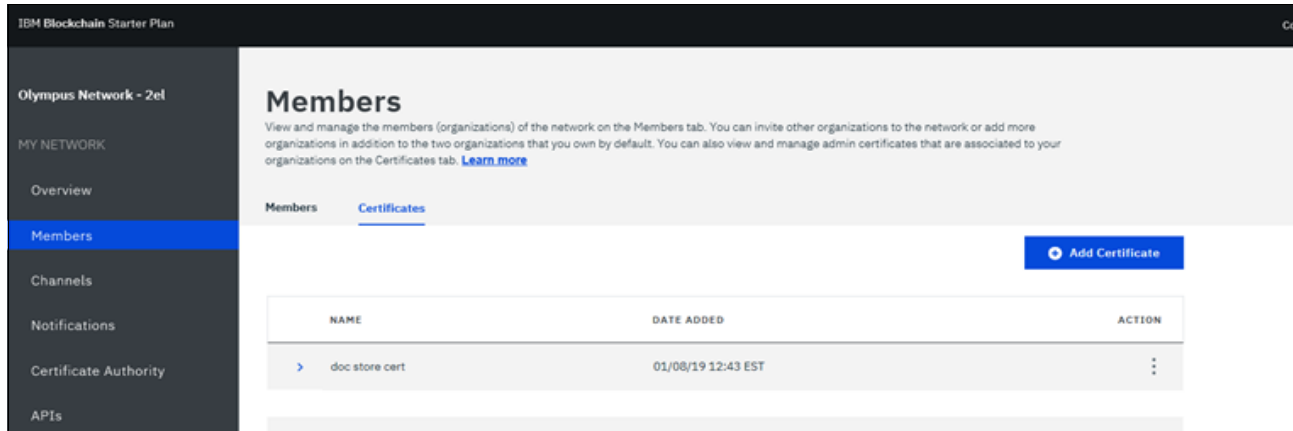 IBM Blockchain Starter Plan
Olympus Network - 2el
MY NETWORK
Overview
Members
Channels
Notifications
Certificate Authority
APIs
Members
View and manage the members (organizations) of the network on the Members tab. You can invite other organizations to the network or add more
organizations in addition to the two organizations that you own by default. You can also view and manage admin certificates that are associated to your
organizations on the Certificates tab. Learn more
Members Certificates
Add Certificate
NAME DATE ADDED ACTION
doc store cert 01/08/19 12:43 EST